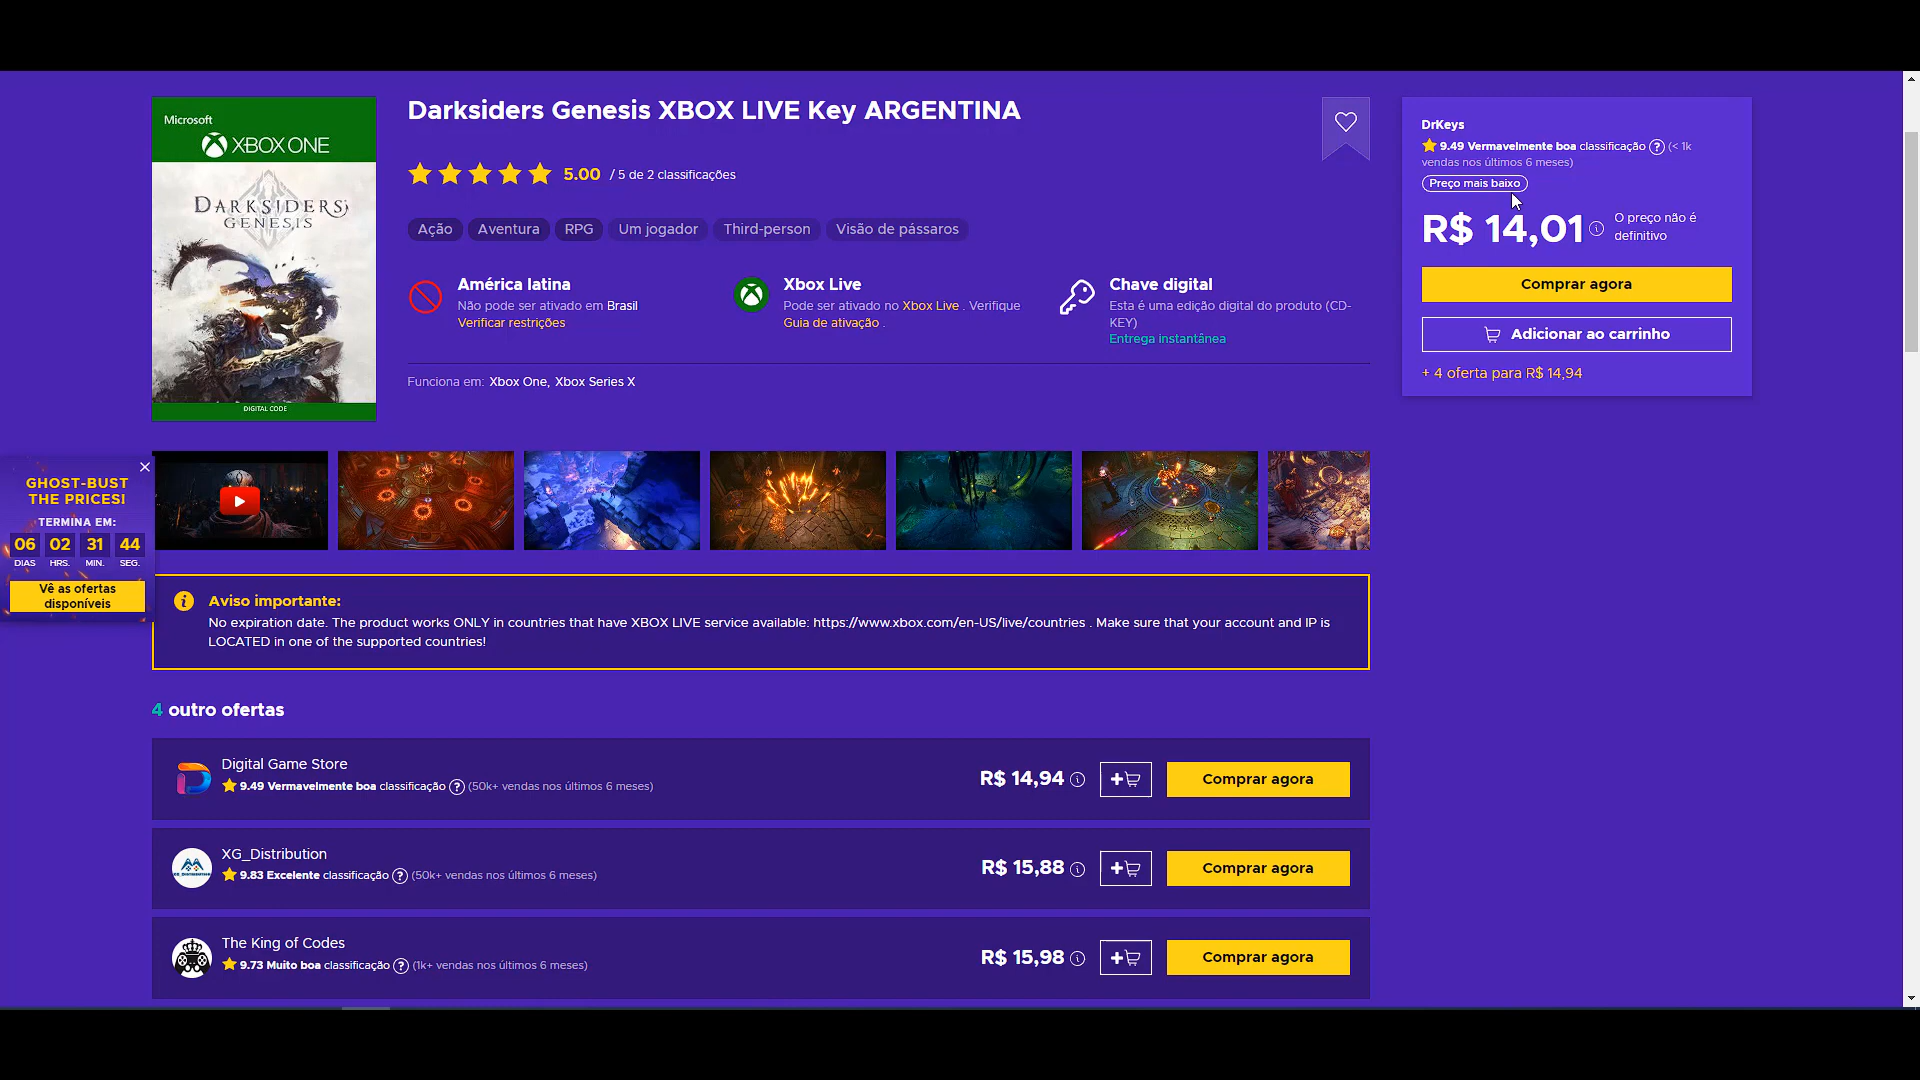 Microsoft
XBOX ONE
DARKSIDERS
GENESIS
DIGITAL CODE
Darksiders Genesis XBOX LIVE Key ARGENTINA
5.00 / 5 de 2 classificações
Ação Aventura RPG Um jogador Third-person Visão de pássaros
América latina
Não pode ser ativado em Brasil
Verificar restrições
Xbox Live
Pode ser ativado no Xbox Live . Verifique
Guia de ativação .
Chave digital
Esta é uma edição digital do produto (CD-
KEY)
Entrega instantânea
Funciona em: Xbox One, Xbox Series X
DrKeys
9.49 Vermavelmente boa classificação ? (< 1k
vendas nos últimos 6 meses)
Preço mais baixo
R$ 14,01 i
O preço não é
definitivo
Comprar agora
Adicionar ao carrinho
+ 4 oferta para R$ 14,94
GHOST-BUST
THE PRICES!
TERMINA EM:
06 02 31 44
DIAS HRS. MIN. SEG.
Vê as ofertas
disponíveis
Aviso importante:
No expiration date. The product works ONLY in countries that have XBOX LIVE service available: https://www.xbox.com/en-US/live/countries . Make sure that your account and IP is
LOCATED in one of the supported countries!
4 outro ofertas
Digital Game Store
9.49 Vermavelmente boa classificação ? (50k+ vendas nos últimos 6 meses)
R$ 14,94 i
+
Comprar agora
XG_Distribution
9.83 Excelente classificação ? (50k+ vendas nos últimos 6 meses)
R$ 15,88 i
+
Comprar agora
The King of Codes
9.73 Muito boa classificação ? (1k+ vendas nos últimos 6 meses)
R$ 15,98 i
+
Comprar agora